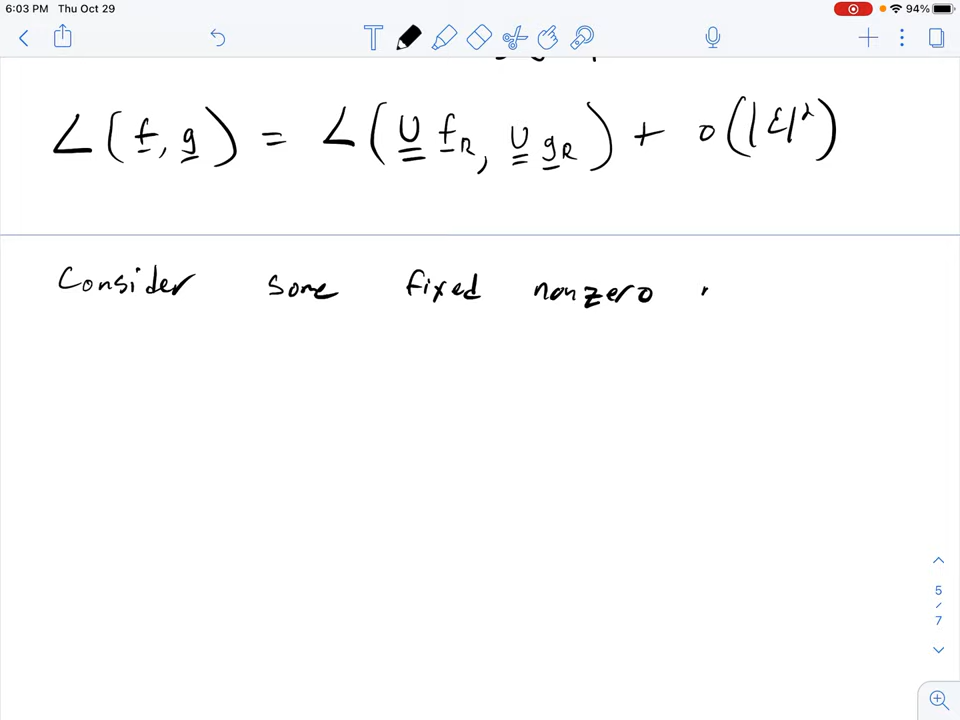 6:03 PM Thu Oct 29 94%
T
∠(f, g) = ∠(U f_R, U g_R) + o(|ε|²)
Consider some fixed nonzero
5
/
7